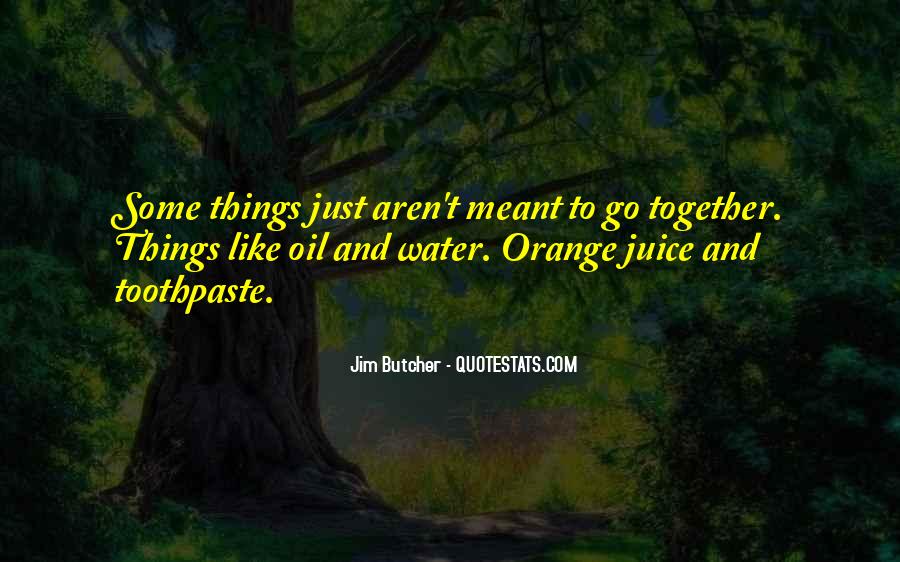 Some things just aren't meant to go together.
Things like oil and water. Orange juice and
toothpaste.
Jim Butcher - QUOTESTATS.COM